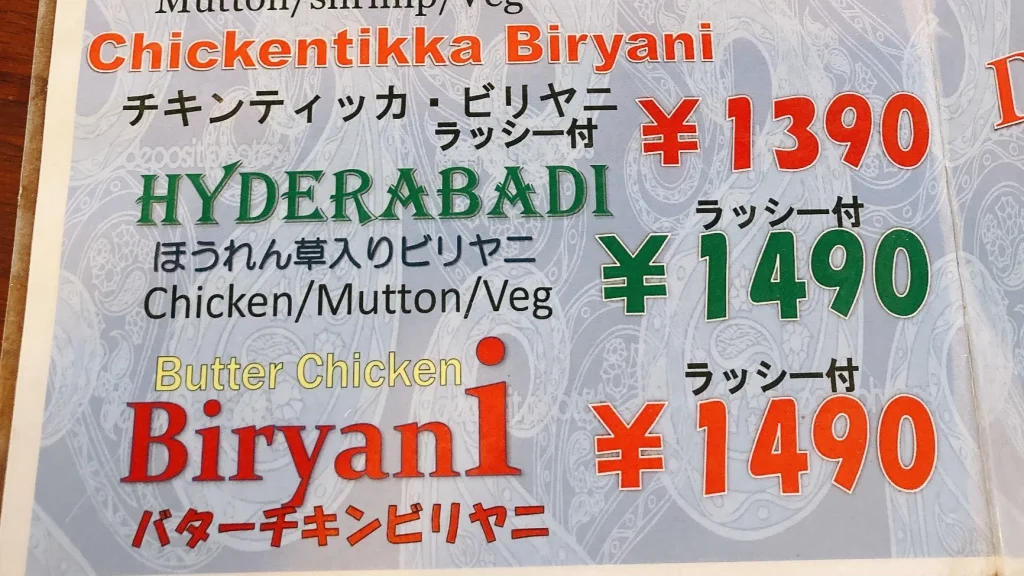 Mutton/shrimp/Veg
Chickentikka Biryani
チキンティッカ・ビリヤニ
ラッシー付
¥1390
HYDERABADI
ラッシー付
ほうれん草入りビリヤニ
¥1490
Chicken/Mutton/Veg
Butter Chicken
ラッシー付
Biryani
¥1490
バターチキンビリヤニ